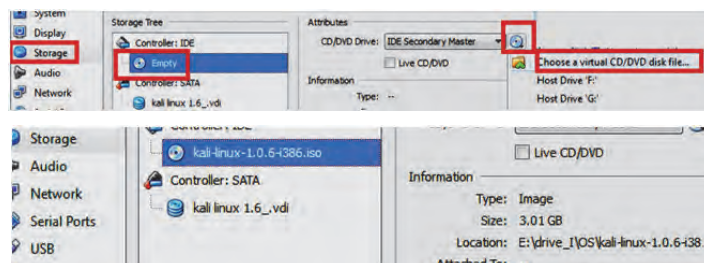 System
Display
Storage
Audio
Network
Storage Tree
Controller: IDE
Empty
Controller: SATA
kali linux 1.6_.vdi
Attributes
CD/DVD Drive: IDE Secondary Master
Live CD/DVD
Information
Type: --
Choose a virtual CD/DVD disk file...
Host Drive 'F:'
Host Drive 'G:'
Storage
Audio
Network
Serial Ports
USB
Controller: IDE
kali-linux-1.0.6-i386.iso
Controller: SATA
kali linux 1.6_.vdi
Live CD/DVD
Information
Type: Image
Size: 3.01 GB
Location: E:\drive_I\OS\kali-linux-1.0.6-i38
Attached To: